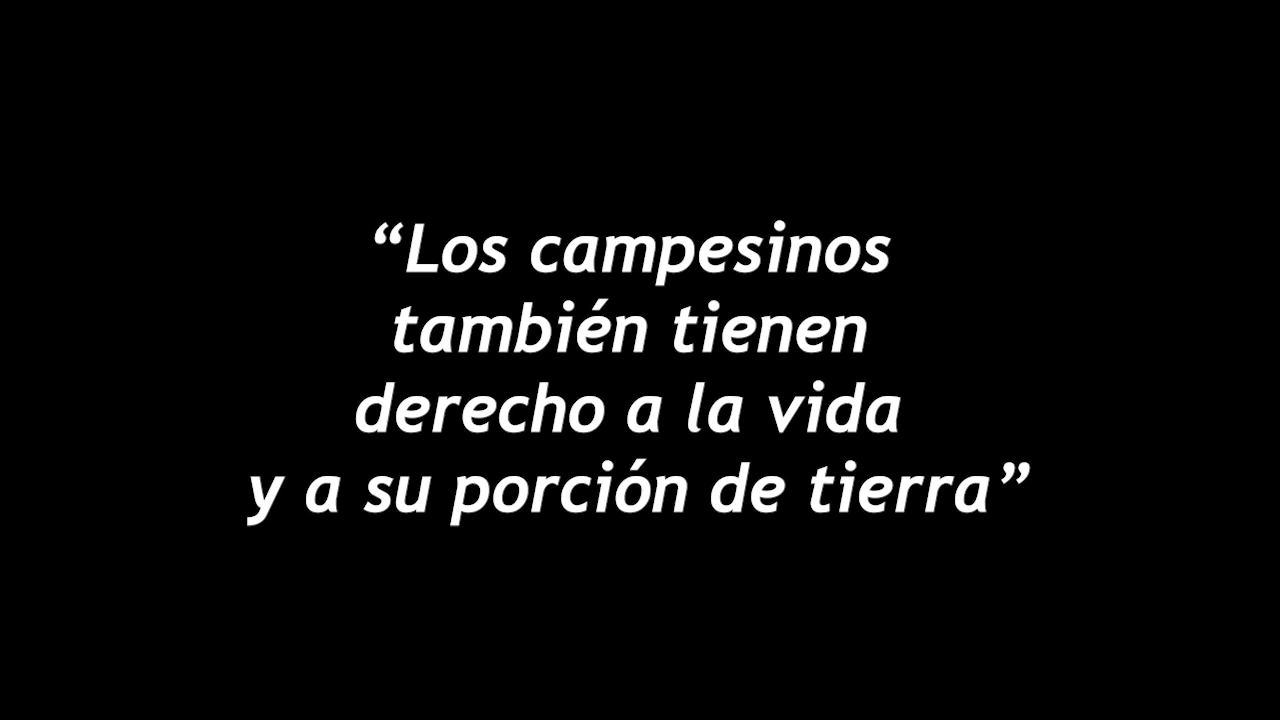 “Los campesinos
también tienen
derecho a la vida
y a su porción de tierra”